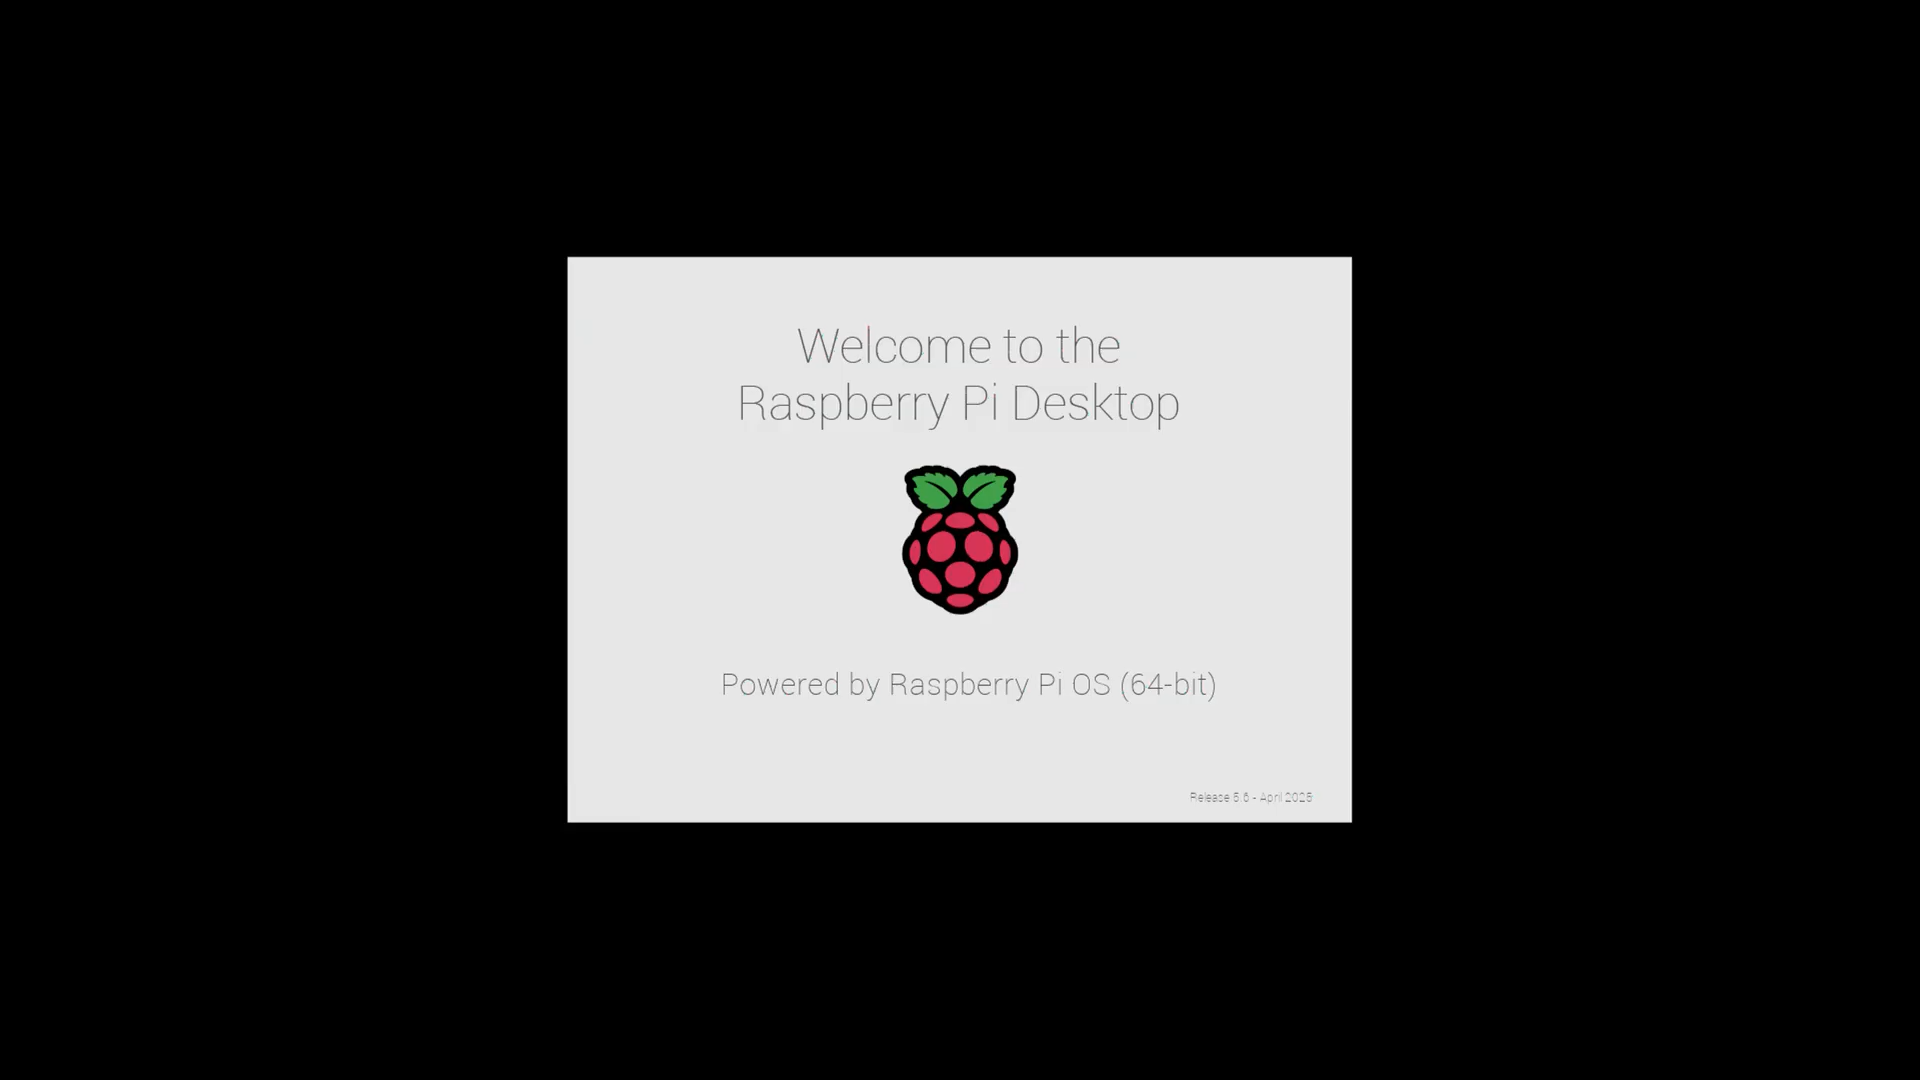 Welcome to the
Raspberry Pi Desktop
Powered by Raspberry Pi OS (64-bit)
Release 5.6 - April 2025